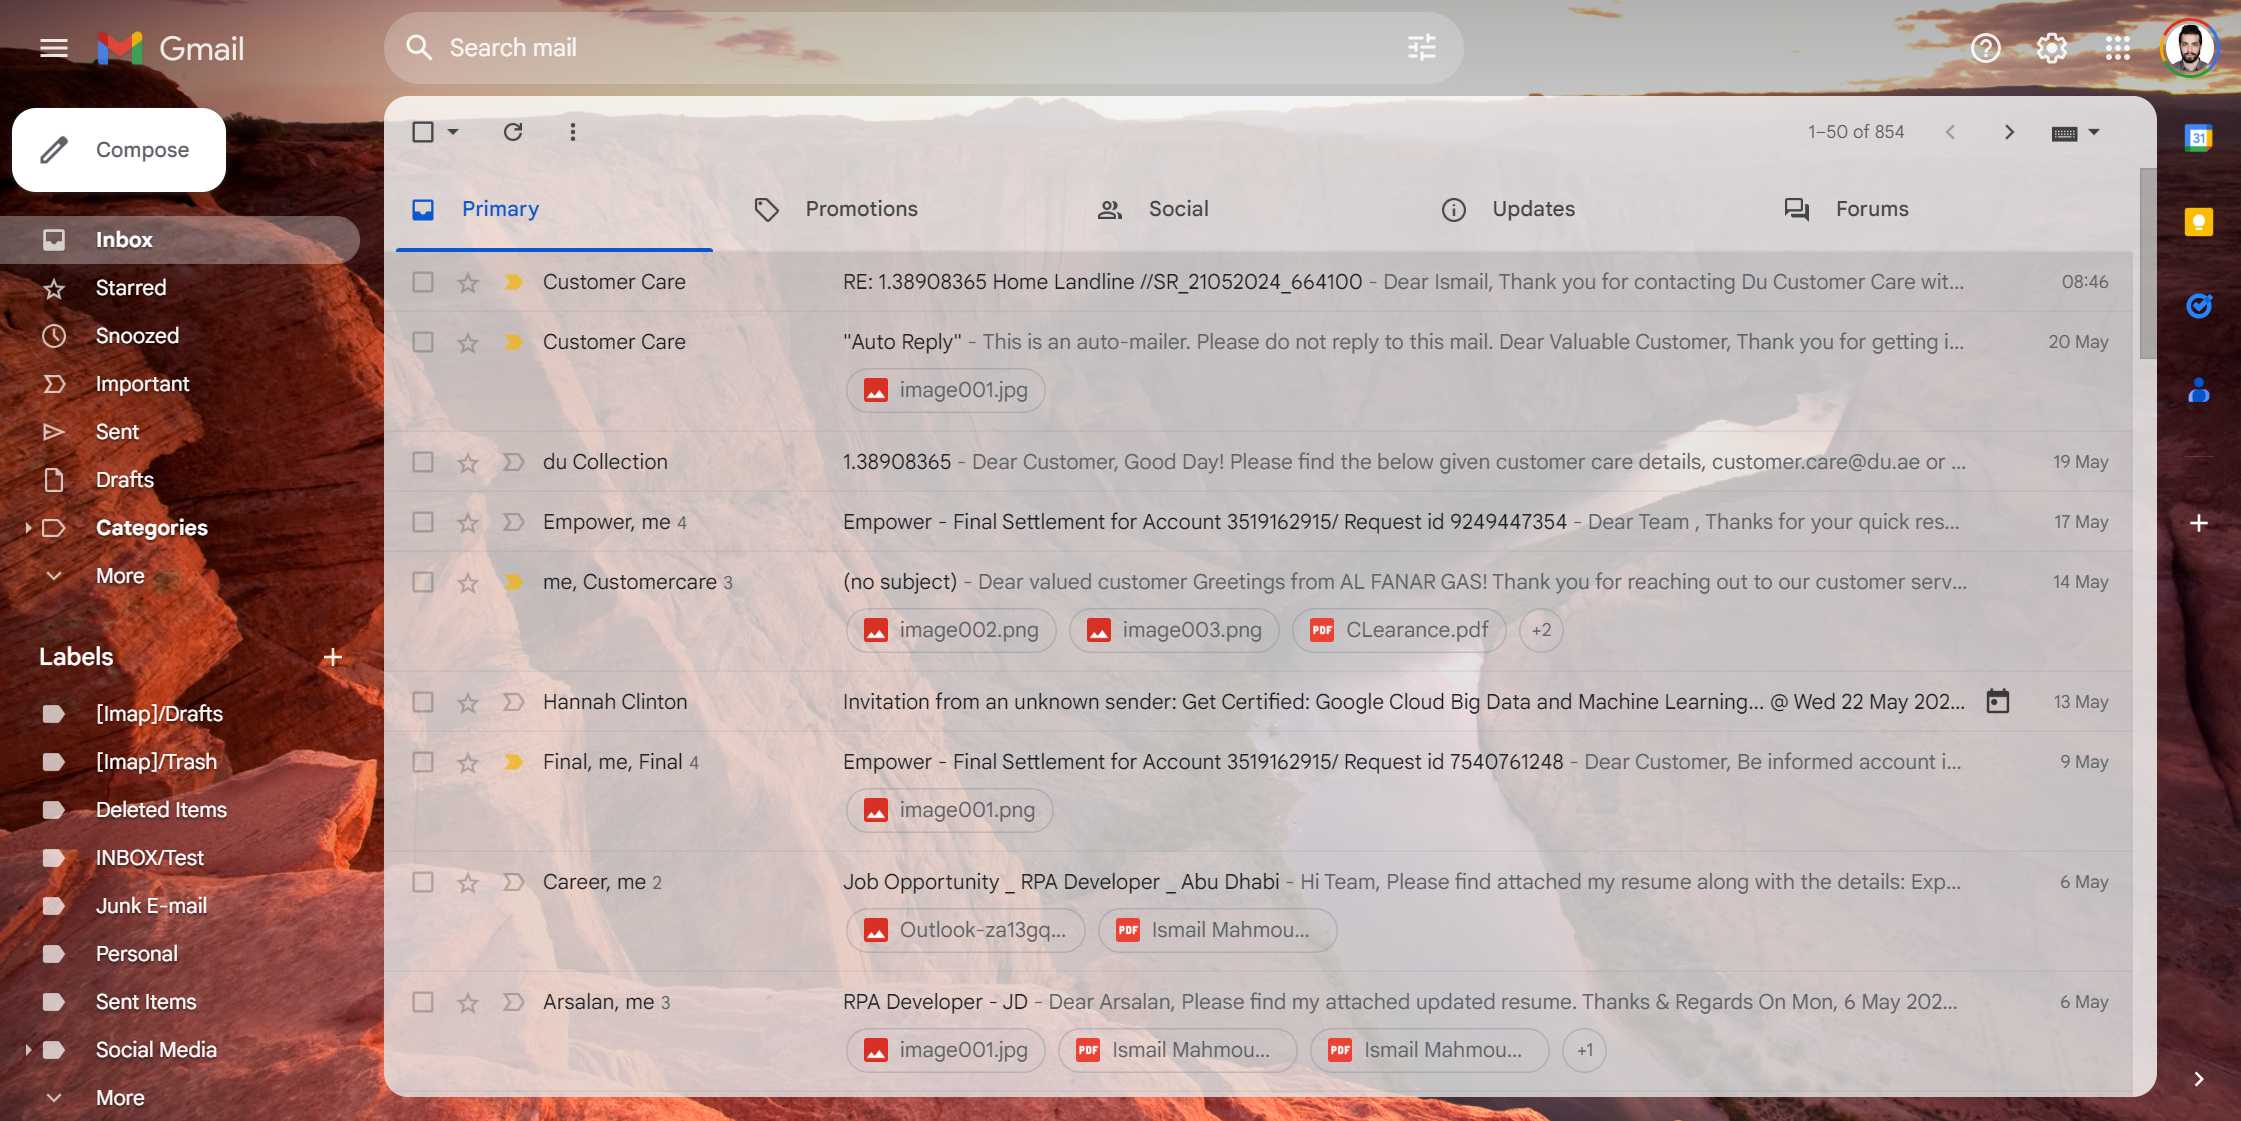 Gmail
Search mail
Compose
Inbox
Starred
Snoozed
Important
Sent
Drafts
Categories
More
Labels
[Imap]/Drafts
[Imap]/Trash
Deleted Items
INBOX/Test
Junk E-mail
Personal
Sent Items
Social Media
More
1–50 of 854
Primary
Promotions
Social
Updates
Forums
Customer Care RE: 1.38908365 Home Landline //SR_21052024_664100 - Dear Ismail, Thank you for contacting Du Customer Care wit... 08:46
Customer Care "Auto Reply" - This is an auto-mailer. Please do not reply to this mail. Dear Valuable Customer, Thank you for getting i... 20 May
image001.jpg
du Collection 1.38908365 - Dear Customer, Good Day! Please find the below given customer care details, customer.care@du.ae or ... 19 May
Empower, me 4 Empower - Final Settlement for Account 3519162915/ Request id 9249447354 - Dear Team , Thanks for your quick res... 17 May
me, Customercare 3 (no subject) - Dear valued customer Greetings from AL FANAR GAS! Thank you for reaching out to our customer serv... 14 May
image002.png image003.png PDF CLearance.pdf +2
Hannah Clinton Invitation from an unknown sender: Get Certified: Google Cloud Big Data and Machine Learning... @ Wed 22 May 202... 13 May
Final, me, Final 4 Empower - Final Settlement for Account 3519162915/ Request id 7540761248 - Dear Customer, Be informed account i... 9 May
image001.png
Career, me 2 Job Opportunity _ RPA Developer _ Abu Dhabi - Hi Team, Please find attached my resume along with the details: Exp... 6 May
Outlook-za13gq... PDF Ismail Mahmou...
Arsalan, me 3 RPA Developer - JD - Dear Arsalan, Please find my attached updated resume. Thanks & Regards On Mon, 6 May 202... 6 May
image001.jpg PDF Ismail Mahmou... PDF Ismail Mahmou... +1
31